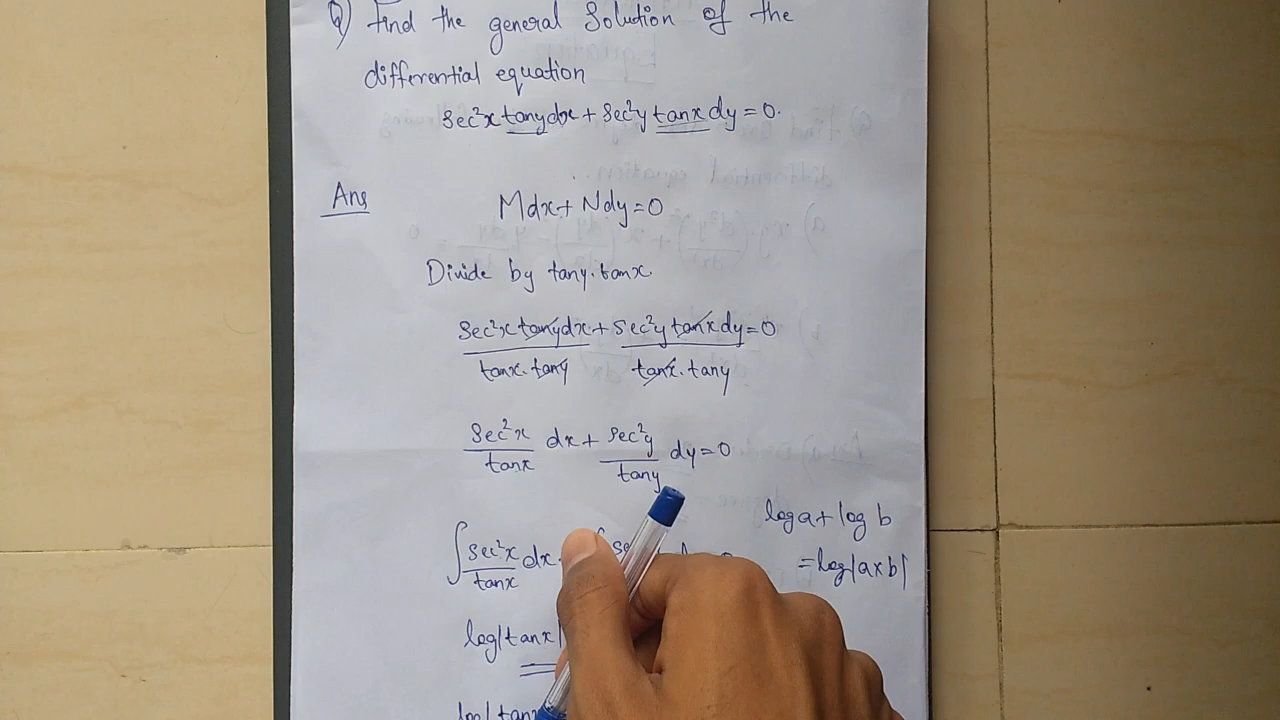 Q) Find the general Solution of the
differential equation
Sec²x tany dx + Sec²y tanx dy = 0.
Ans
Mdx + Ndy = 0
Divide by tany. tanx.
Sec²x tany dx + Sec²y tanx dy = 0
tanx. tany tanx. tany
Sec²x dx + Sec²y dy = 0
tanx tany
log a + log b
∫ Sec²x dx
tanx
= log|a×b|
log|tanx|